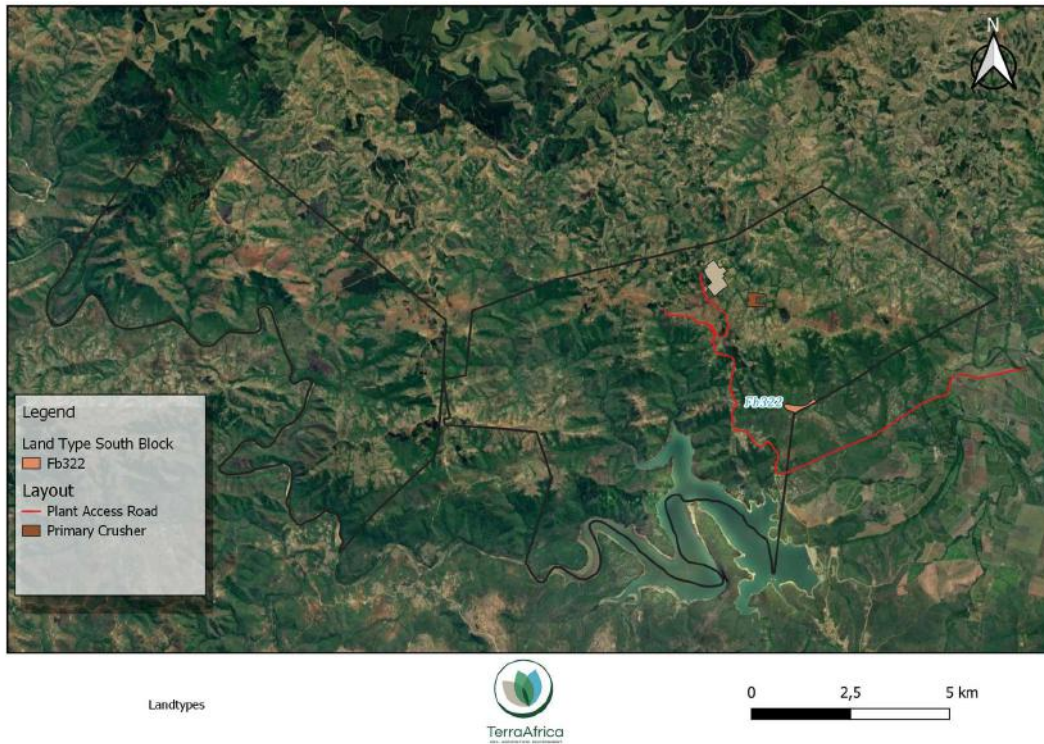 N
Fb322
Legend
Land Type South Block
Fb322
Layout
Plant Access Road
Primary Crusher
Landtypes
TerraAfrica
0 2,5 5 km